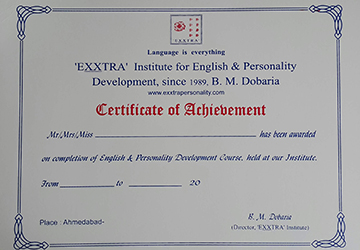 EXXTRA
Language is everything
'EXXTRA' Institute for English & Personality
Development, since 1989, B. M. Dobaria
www.exxtrapersonality.com
Certificate of Achievement
Mr/Mrs/Miss has been awarded
on completion of English & Personality Development Course, held at our Institute.
From to 20
B. M. Dobaria
Place : Ahmedabad- (Director, 'EXXTRA' Institute)